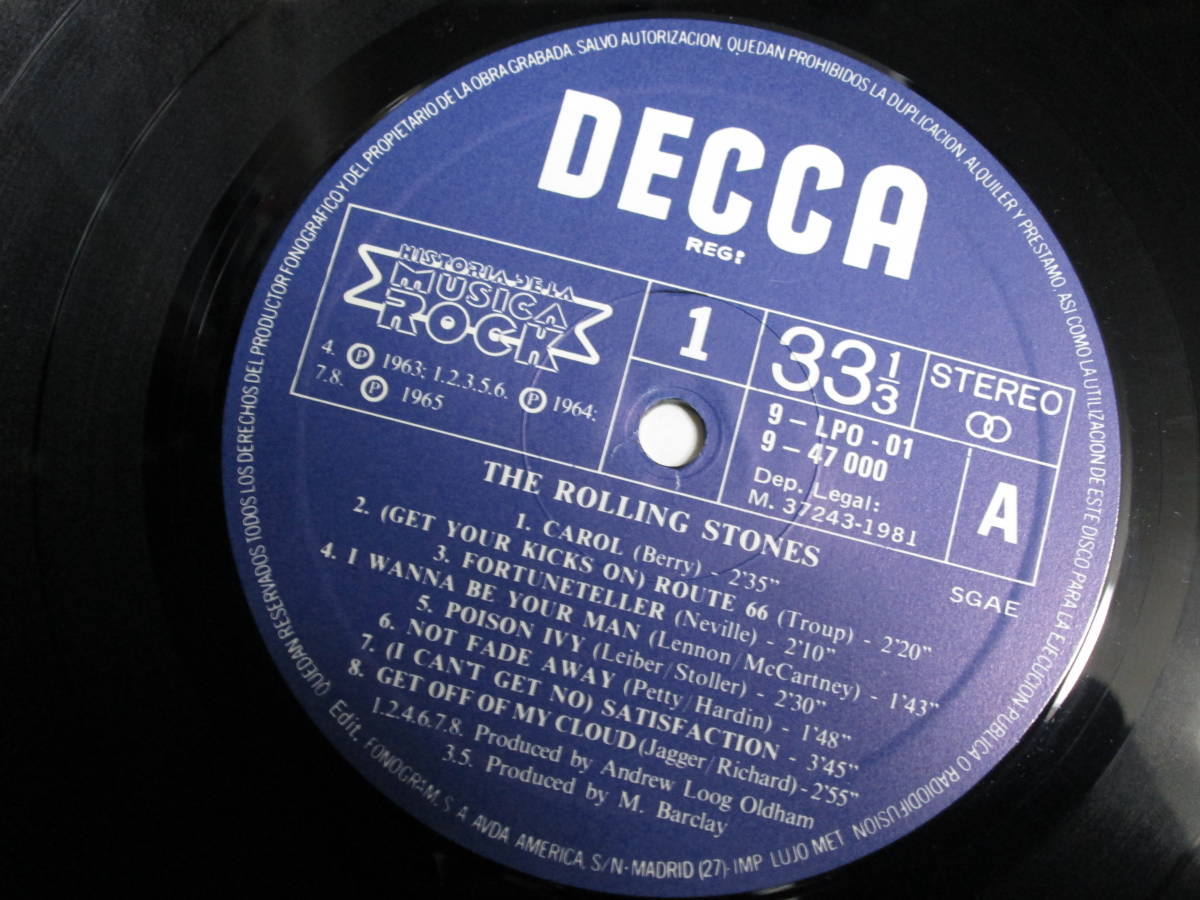 QUEDAN RESERVADOS TODOS LOS DERECHOS DEL PRODUCTOR FONOGRAFICO Y DEL PROPIETARIO DE LA OBRA GRABADA. SALVO AUTORIZACION, QUEDAN PROHIBIDOS LA DUPLICACION, ALQUILER Y PRESTAMO, ASI COMO LA UTILIZACION DE ESTE DISCO PARA LA EJECUCION PUBLICA O RADIODIFUSION
DECCA
REG:
HISTORIA DE LA
MUSICA
ROCK
4. Ⓟ 1963; 1.2.3.5.6. Ⓟ 1964:
7.8. Ⓟ 1965
1
33 1/3
STEREO
9 - LPO - 01
9 - 47 000
Dep. Legal:
M. 37243-1981
A
SGAE
THE ROLLING STONES
1. CAROL (Berry) - 2'35"
2. (GET YOUR KICKS ON) ROUTE 66 (Troup) - 2'20"
3. FORTUNETELLER (Neville) - 2'10"
4. I WANNA BE YOUR MAN (Lennon/McCartney) - 1'43"
5. POISON IVY (Leiber/Stoller) - 2'30"
6. NOT FADE AWAY (Petty/Hardin) - 1'48"
7. (I CAN'T GET NO) SATISFACTION - 3'45"
8. GET OFF OF MY CLOUD (Jagger/Richard) - 2'55"
1.2.4.6.7.8. Produced by Andrew Loog Oldham
3.5. Produced by M. Barclay
Edit. FONOGRAM, S.A. AVDA. AMERICA, S/N - MADRID (27) - IMP. LUJO MET